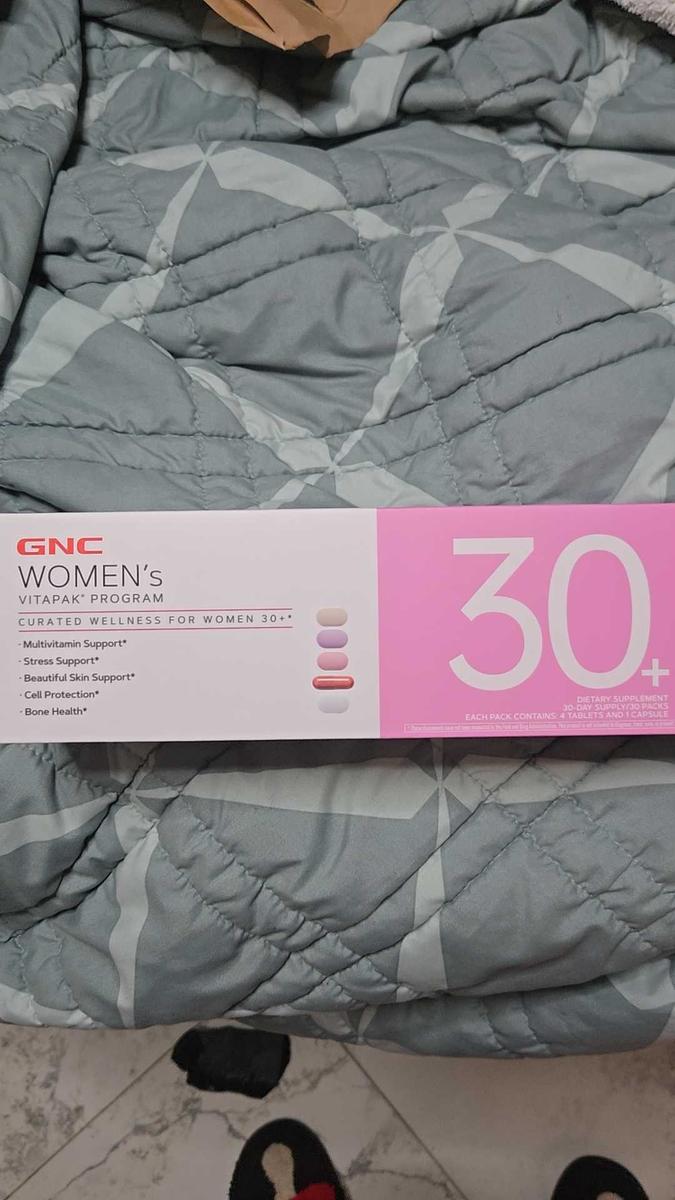 GNC
WOMEN's
VITAPAK® PROGRAM
CURATED WELLNESS FOR WOMEN 30+*
· Multivitamin Support*
· Stress Support*
· Beautiful Skin Support*
· Cell Protection*
· Bone Health*
30+
DIETARY SUPPLEMENT
30-DAY SUPPLY/30 PACKS
EACH PACK CONTAINS: 4 TABLETS AND 1 CAPSULE